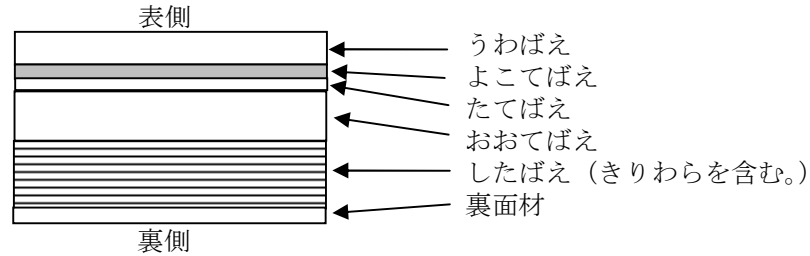 表側
うわばえ
よこてばえ
たてばえ
おおてばえ
したばえ（きりわらを含む。）
裏面材
裏側